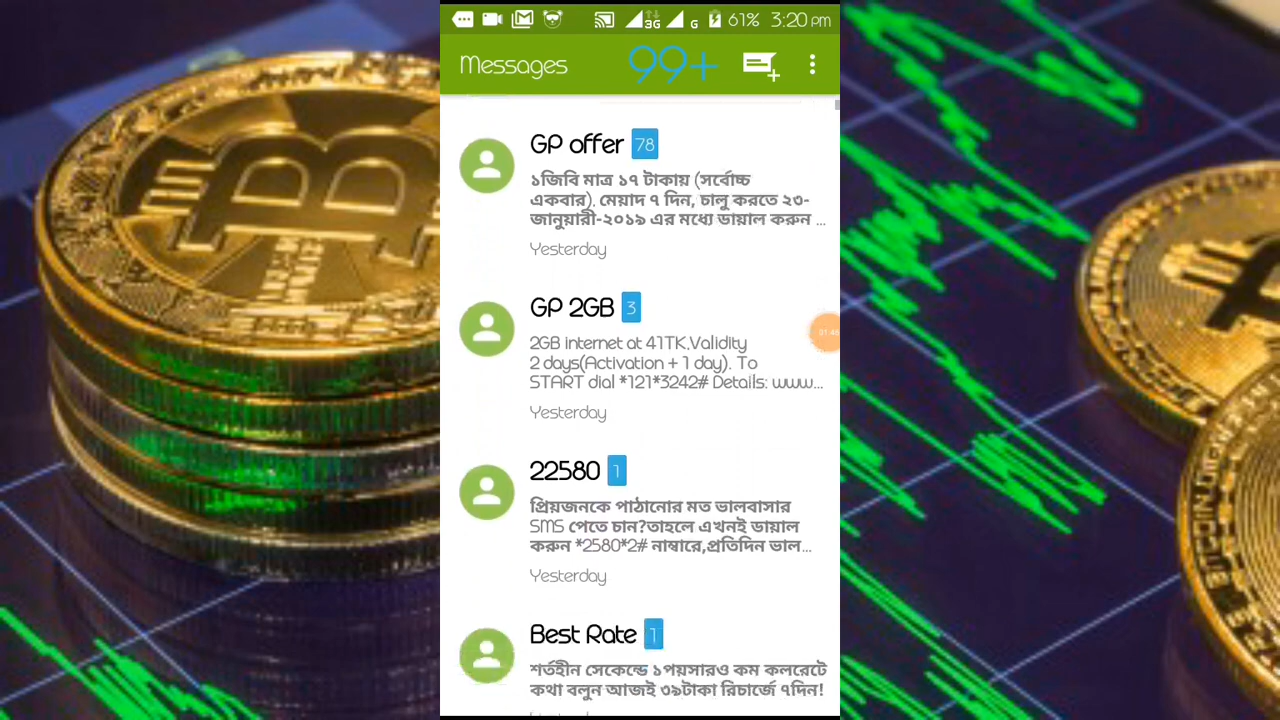 3G
G
61%
3:20 pm
Messages
99+
GP offer 78
১জিবি মাত্র ১৭ টাকায় (সর্বোচ্চ
একবার). মেয়াদ ৭ দিন, চালু করতে ২৩-
জানুয়ারী-২০১৯ এর মধ্যে ডায়াল করুন ...
Yesterday
GP 2GB 3
2GB internet at 41TK.Validity
2 days(Activation + 1 day). To
START dial *121*3242# Details: www...
Yesterday
22580 1
প্রিয়জনকে পাঠানোর মত ভালবাসার
SMS পেতে চান?তাহলে এখনই ডায়াল
করুন *2580*2# নাম্বারে,প্রতিদিন ভাল...
Yesterday
Best Rate 1
শর্তহীন সেকেন্ডে ১পয়সারও কম কলরেটে
কথা বলুন আজই ৩৯টাকা রিচার্জে ৭দিন!